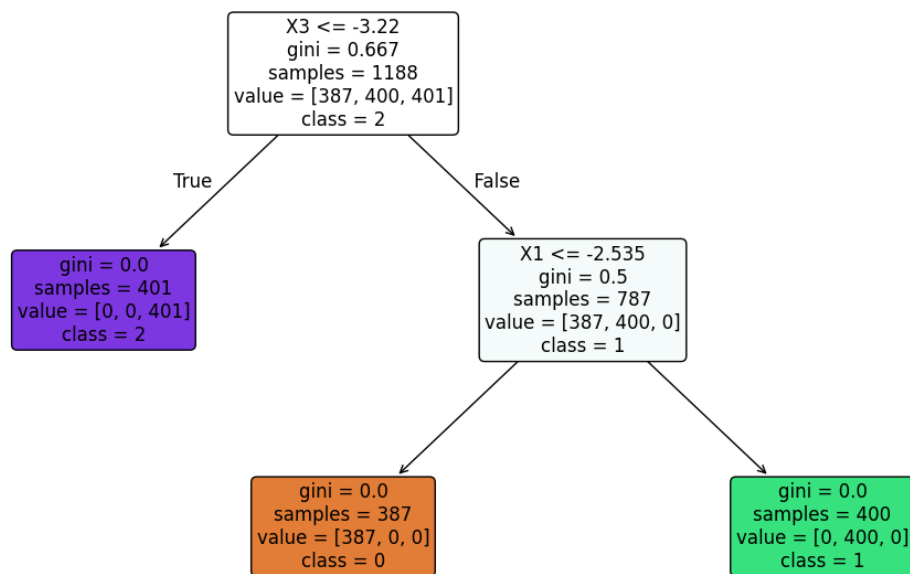 X3 <= -3.22
gini = 0.667
samples = 1188
value = [387, 400, 401]
class = 2
True
False
gini = 0.0
samples = 401
value = [0, 0, 401]
class = 2
X1 <= -2.535
gini = 0.5
samples = 787
value = [387, 400, 0]
class = 1
gini = 0.0
samples = 387
value = [387, 0, 0]
class = 0
gini = 0.0
samples = 400
value = [0, 400, 0]
class = 1